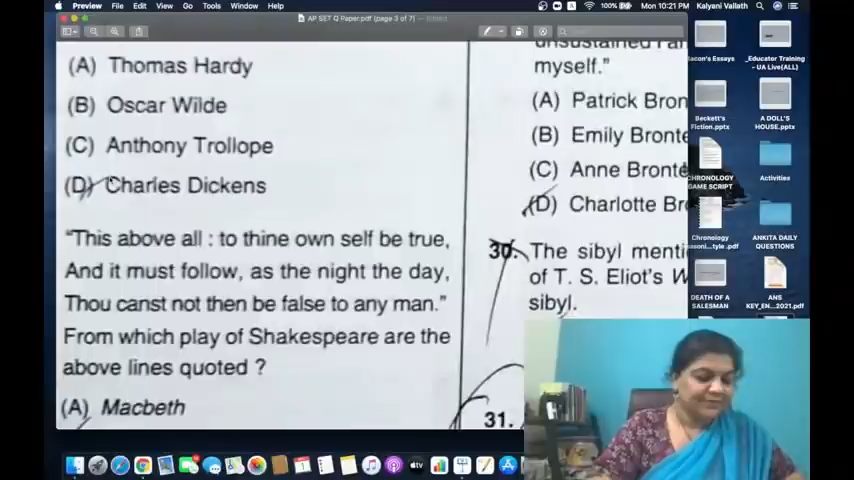 Preview File Edit View Go Tools Window Help
100% Mon 10:21 PM Kalyani Vallath
AP SET Q Paper.pdf (page 3 of 7)
(A) Thomas Hardy
(B) Oscar Wilde
(C) Anthony Trollope
(D) Charles Dickens
"This above all : to thine own self be true,
And it must follow, as the night the day,
Thou canst not then be false to any man."
From which play of Shakespeare are the
above lines quoted ?
(A) Macbeth
myself."
(A) Patrick Bron
(B) Emily Bronte
(C) Anne Bronte
(D) Charlotte Br
30. The sibyl menti
of T. S. Eliot's W
sibyl.
31.
acon's Essays
_Educator Training -
UA Live(ALL)
Beckett's
Fiction.pptx
A DOLL'S
HOUSE.pptx
CHRONOLOGY
GAME SCRIPT
Activities
Chronology
rsoni...tyle .pdf
ANKITA DAILY
QUESTIONS
DEATH OF A
SALESMAN
ANS
KEY_EN...2021.pdf